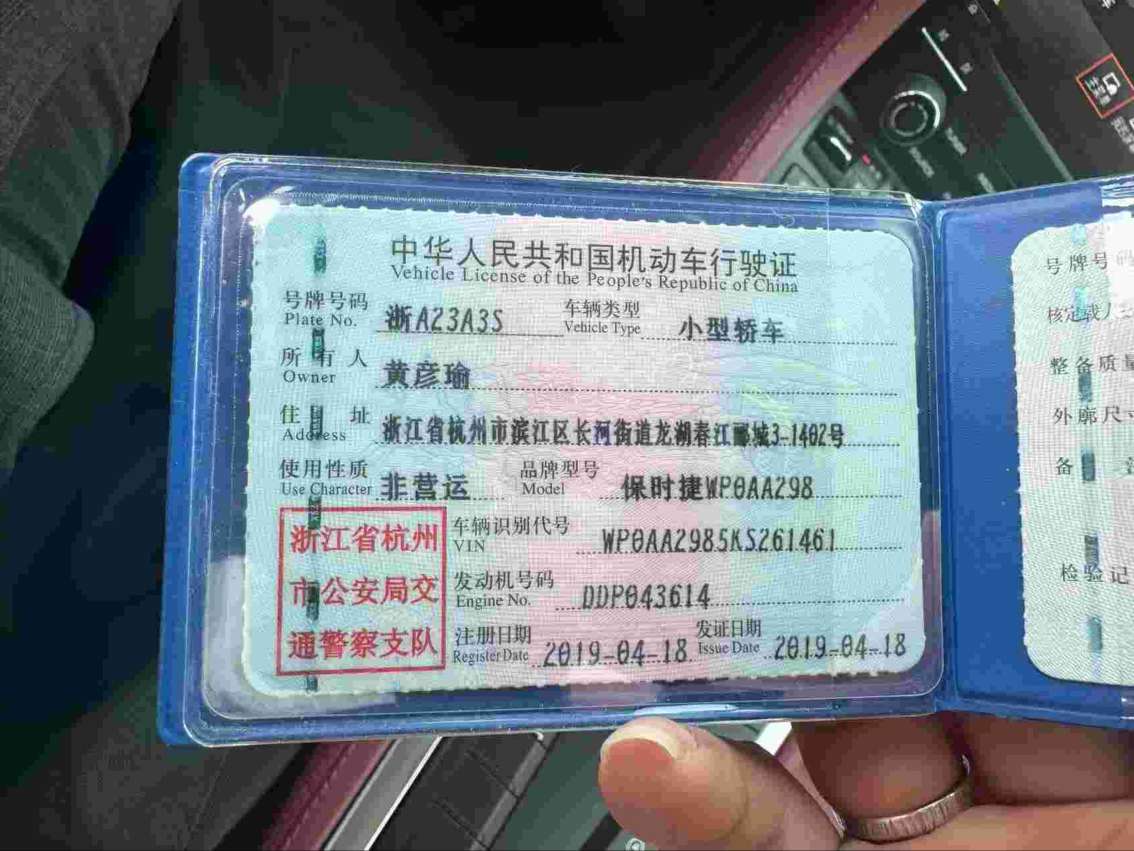 中华人民共和国机动车行驶证
Vehicle License of the People's Republic of China
号牌号码 浙A23A3S 车辆类型 小型轿车
Plate No. Vehicle Type
所有人 黄彦瑜
Owner
住址 浙江省杭州市滨江区长河街道龙湖春江郦城3-1402号
Address
使用性质 非营运 品牌型号 保时捷WP0AA298
Use Character Model
浙江省杭州
市公安局交
通警察支队
车辆识别代号 WP0AA2985KS261461
VIN
发动机号码 DDP043614
Engine No.
注册日期 2019-04-18 发证日期 2019-04-18
Register Date Issue Date
号牌号码
核定载人
整备质量
外廓尺寸
备
检验记